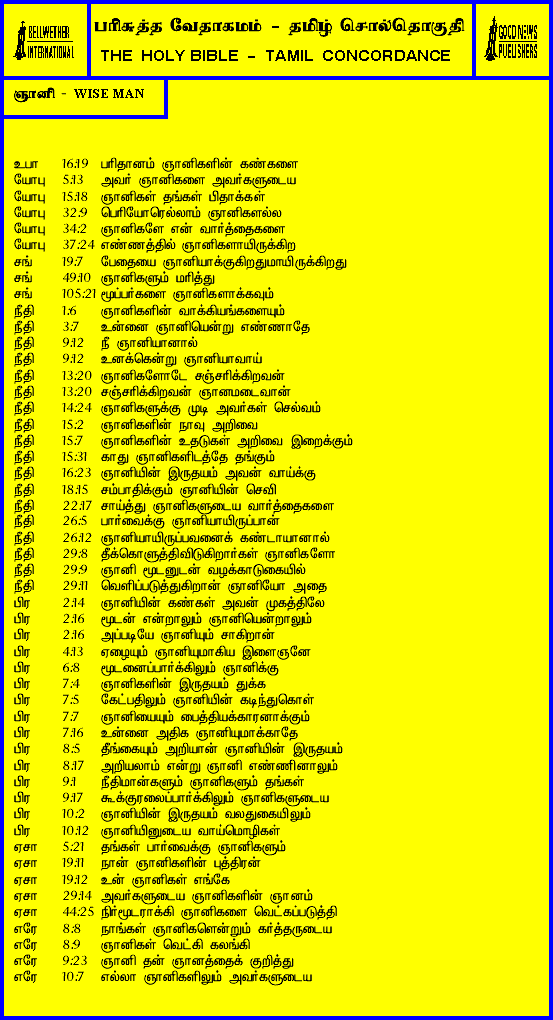 BELLWETHER
INTERNATIONAL
பரிசுத்த வேதாகமம் - தமிழ் சொல்தொகுதி
THE HOLY BIBLE - TAMIL CONCORDANCE
GOOD NEWS
PUBLISHERS
ஞானி - WISE MAN
உபா 16:19 பரிதானம் ஞானிகளின் கண்களை
யோபு 5:13 அவர் ஞானிகளை அவர்களுடைய
யோபு 15:18 ஞானிகள் தங்கள் பிதாக்கள்
யோபு 32:9 பெரியோரெல்லாம் ஞானிகளல்ல
யோபு 34:2 ஞானிகளே என் வார்த்தைகளை
யோபு 37:24 எண்ணத்தில் ஞானிகளாயிருக்கிற
சங் 19:7 பேதையை ஞானியாக்குகிறதுமாயிருக்கிறது
சங் 49:10 ஞானிகளும் மரித்து
சங் 105:21 மூப்பர்களை ஞானிகளாக்கவும்
நீதி 1:6 ஞானிகளின் வாக்கியங்களையும்
நீதி 3:7 உன்னை ஞானியென்று எண்ணாதே
நீதி 9:12 நீ ஞானியானால்
நீதி 9:12 உனக்கென்று ஞானியாவாய்
நீதி 13:20 ஞானிகளோடே சஞ்சரிக்கிறவன்
நீதி 13:20 சஞ்சரிக்கிறவன் ஞானமடைவான்
நீதி 14:24 ஞானிகளுக்கு முடி அவர்கள் செல்வம்
நீதி 15:2 ஞானிகளின் நாவு அறிவை
நீதி 15:7 ஞானிகளின் உதடுகள் அறிவை இறைக்கும்
நீதி 15:31 காது ஞானிகளிடத்தே தங்கும்
நீதி 16:23 ஞானியின் இருதயம் அவன் வாய்க்கு
நீதி 18:15 சம்பாதிக்கும் ஞானியின் செவி
நீதி 22:17 சாய்த்து ஞானிகளுடைய வார்த்தைகளை
நீதி 26:5 பார்வைக்கு ஞானியாயிருப்பான்
நீதி 26:12 ஞானியாயிருப்பவனைக் கண்டாயானால்
நீதி 29:8 தீக்கொளுத்திவிடுகிறார்கள் ஞானிகளோ
நீதி 29:9 ஞானி மூடனுடன் வழக்காடுகையில்
நீதி 29:11 வெளிப்படுத்துகிறான் ஞானியோ அதை
பிர 2:14 ஞானியின் கண்கள் அவன் முகத்திலே
பிர 2:16 மூடன் என்றாலும் ஞானியென்றாலும்
பிர 2:16 அப்படியே ஞானியும் சாகிறான்
பிர 4:13 ஏழையும் ஞானியுமாகிய இளைஞனே
பிர 6:8 மூடனைப்பார்க்கிலும் ஞானிக்கு
பிர 7:4 ஞானிகளின் இருதயம் துக்க
பிர 7:5 கேட்பதிலும் ஞானியின் கடிந்துகொள்
பிர 7:7 ஞானியையும் பைத்தியக்காரனாக்கும்
பிர 7:16 உன்னை அதிக ஞானியுமாக்காதே
பிர 8:5 தீங்கையும் அறியான் ஞானியின் இருதயம்
பிர 8:17 அறியலாம் என்று ஞானி எண்ணினாலும்
பிர 9:1 நீதிமான்களும் ஞானிகளும் தங்கள்
பிர 9:17 கூக்குரலைப்பார்க்கிலும் ஞானிகளுடைய
பிர 10:2 ஞானியின் இருதயம் வலதுகையிலும்
பிர 10:12 ஞானியினுடைய வாய்மொழிகள்
ஏசா 5:21 தங்கள் பார்வைக்கு ஞானிகளும்
ஏசா 19:11 நான் ஞானிகளின் புத்திரன்
ஏசா 19:12 உன் ஞானிகள் எங்கே
ஏசா 29:14 அவர்களுடைய ஞானிகளின் ஞானம்
ஏசா 44:25 நிர்மூடராக்கி ஞானிகளை வெட்கப்படுத்தி
எரே 8:8 நாங்கள் ஞானிகளென்றும் கர்த்தருடைய
எரே 8:9 ஞானிகள் வெட்கி கலங்கி
எரே 9:23 ஞானி தன் ஞானத்தைக் குறித்து
எரே 10:7 எல்லா ஞானிகளிலும் அவர்களுடைய